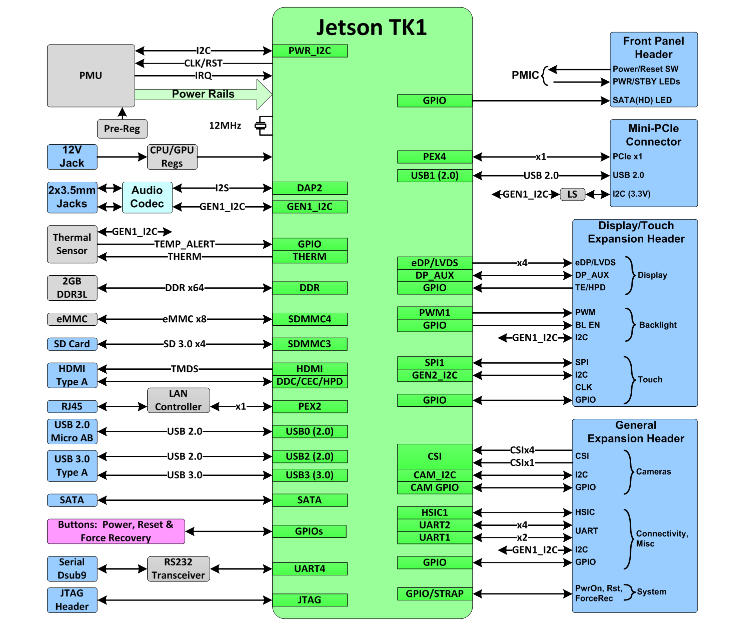 Jetson TK1
PMU
I2C
CLK/RST
IRQ
Power Rails
PWR_I2C
Pre-Reg
12MHz
12V
Jack
CPU/GPU
Regs
2x3.5mm
Jacks
Audio
Codec
I2S
GEN1_I2C
DAP2
GEN1_I2C
Thermal
Sensor
GEN1_I2C
TEMP_ALERT
THERM
GPIO
THERM
2GB
DDR3L
DDR x64
DDR
eMMC
eMMC x8
SDMMC4
SD Card
SD 3.0 x4
SDMMC3
HDMI
Type A
TMDS
HDMI
DDC/CEC/HPD
RJ45
LAN
Controller
x1
PEX2
USB 2.0
Micro AB
USB 2.0
USB0 (2.0)
USB 3.0
Type A
USB 2.0
USB2 (2.0)
USB 3.0
USB3 (3.0)
SATA
SATA
Buttons: Power, Reset &
Force Recovery
GPIOs
Serial
Dsub9
RS232
Transceiver
UART4
JTAG
Header
JTAG
Front Panel
Header
PMIC
Power/Reset SW
PWR/STBY LEDs
GPIO
SATA(HD) LED
Mini-PCIe
Connector
PEX4
x1
PCIe x1
USB1 (2.0)
USB 2.0
USB 2.0
GEN1_I2C
LS
I2C (3.3V)
Display/Touch
Expansion Header
eDP/LVDS
x4
eDP/LVDS
DP_AUX
DP_AUX
GPIO
TE/HPD
Display
PWM1
PWM
GPIO
BL EN
GEN1_I2C
I2C
Backlight
SPI1
SPI
GEN2_I2C
I2C
CLK
GPIO
GPIO
Touch
General
Expansion Header
CSI
CSIx4
CSIx1
CSI
CAM_I2C
I2C
CAM GPIO
GPIO
Cameras
HSIC1
HSIC
UART2
x4
UART1
x2
UART
GEN1_I2C
I2C
GPIO
GPIO
Connectivity,
Misc
GPIO/STRAP
PwrOn, Rst,
ForceRec
System